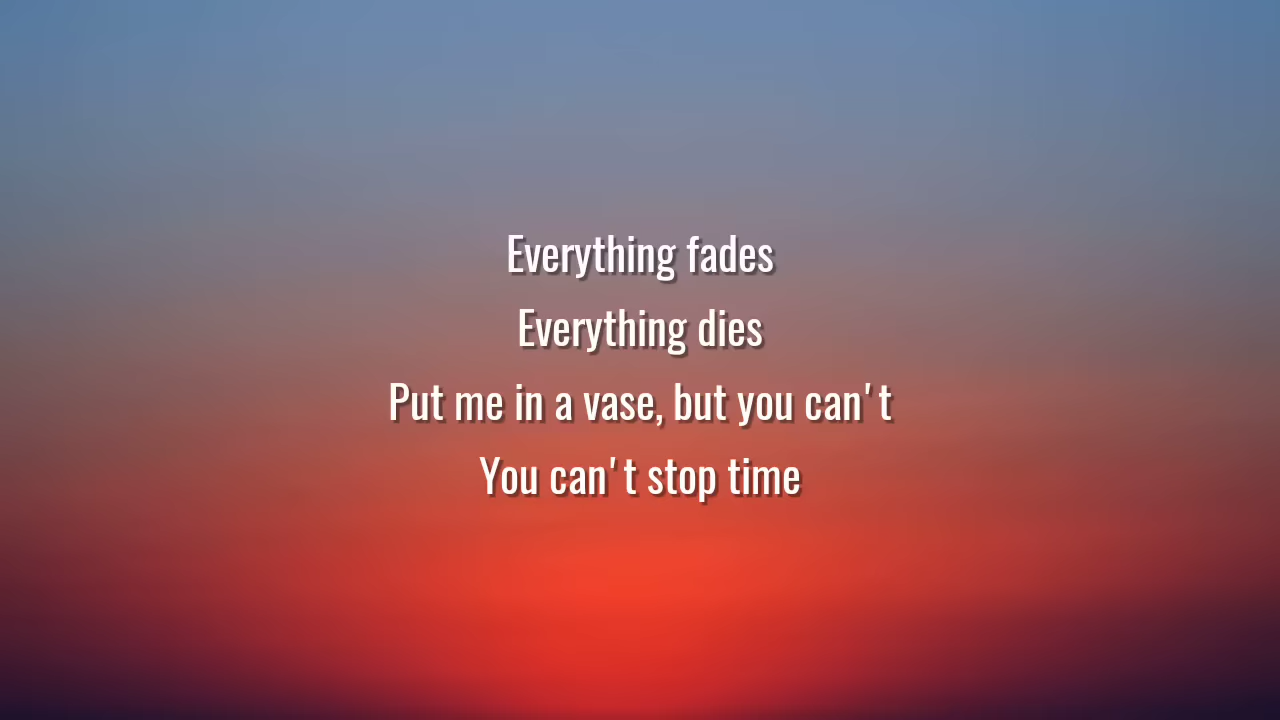 Everything fades
Everything dies
Put me in a vase, but you can't
You can't stop time